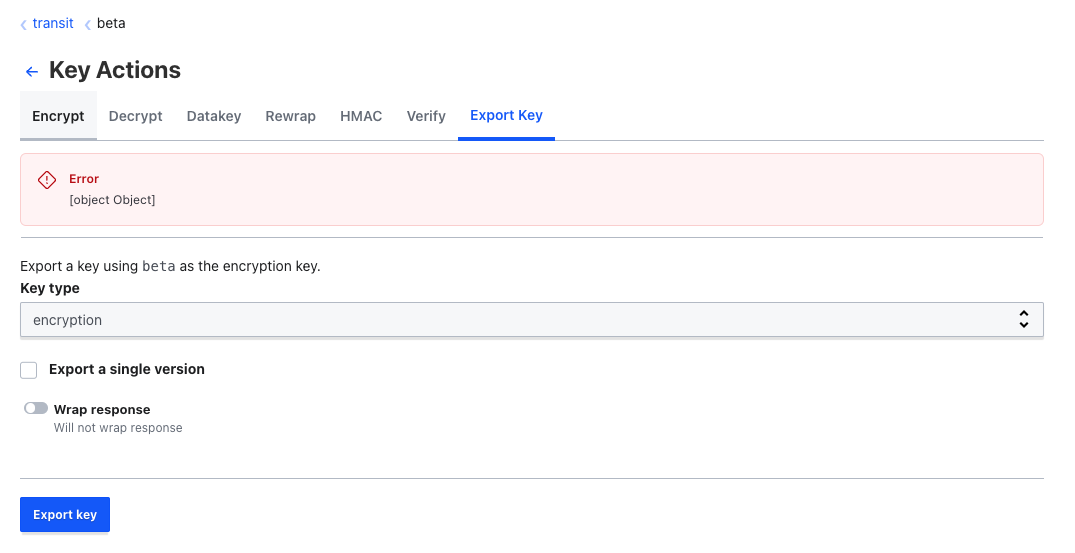 transit beta
Key Actions
Encrypt Decrypt Datakey Rewrap HMAC Verify Export Key
Error
[object Object]
Export a key using beta as the encryption key.
Key type
encryption
Export a single version
Wrap response
Will not wrap response
Export key